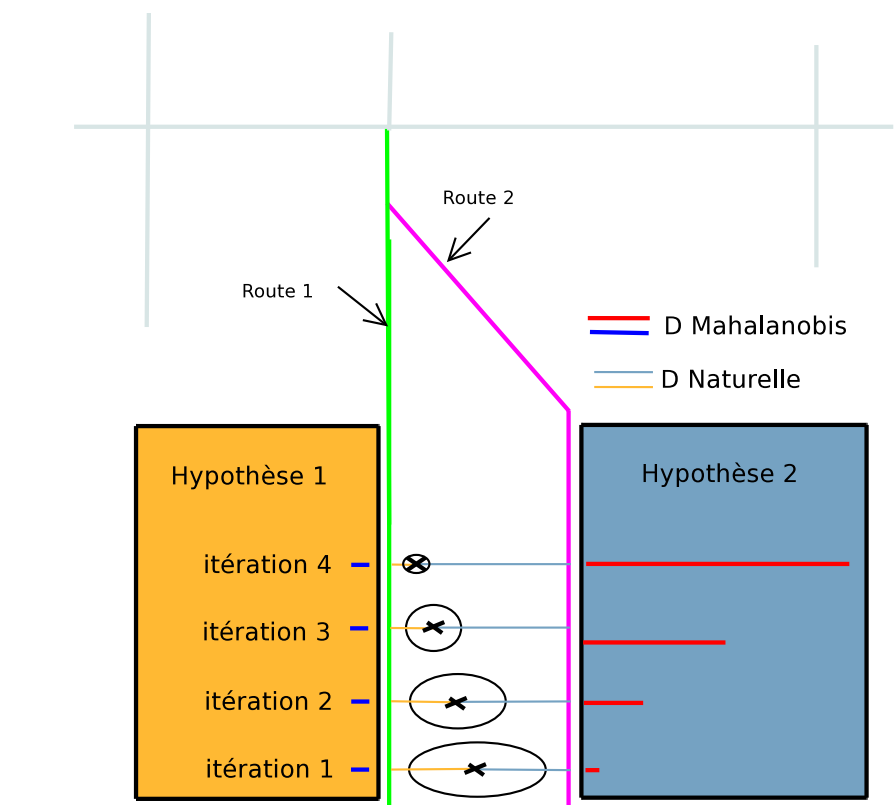 Route 2
Route 1
D Mahalanobis
D Naturelle
Hypothèse 1
Hypothèse 2
itération 4
itération 3
itération 2
itération 1